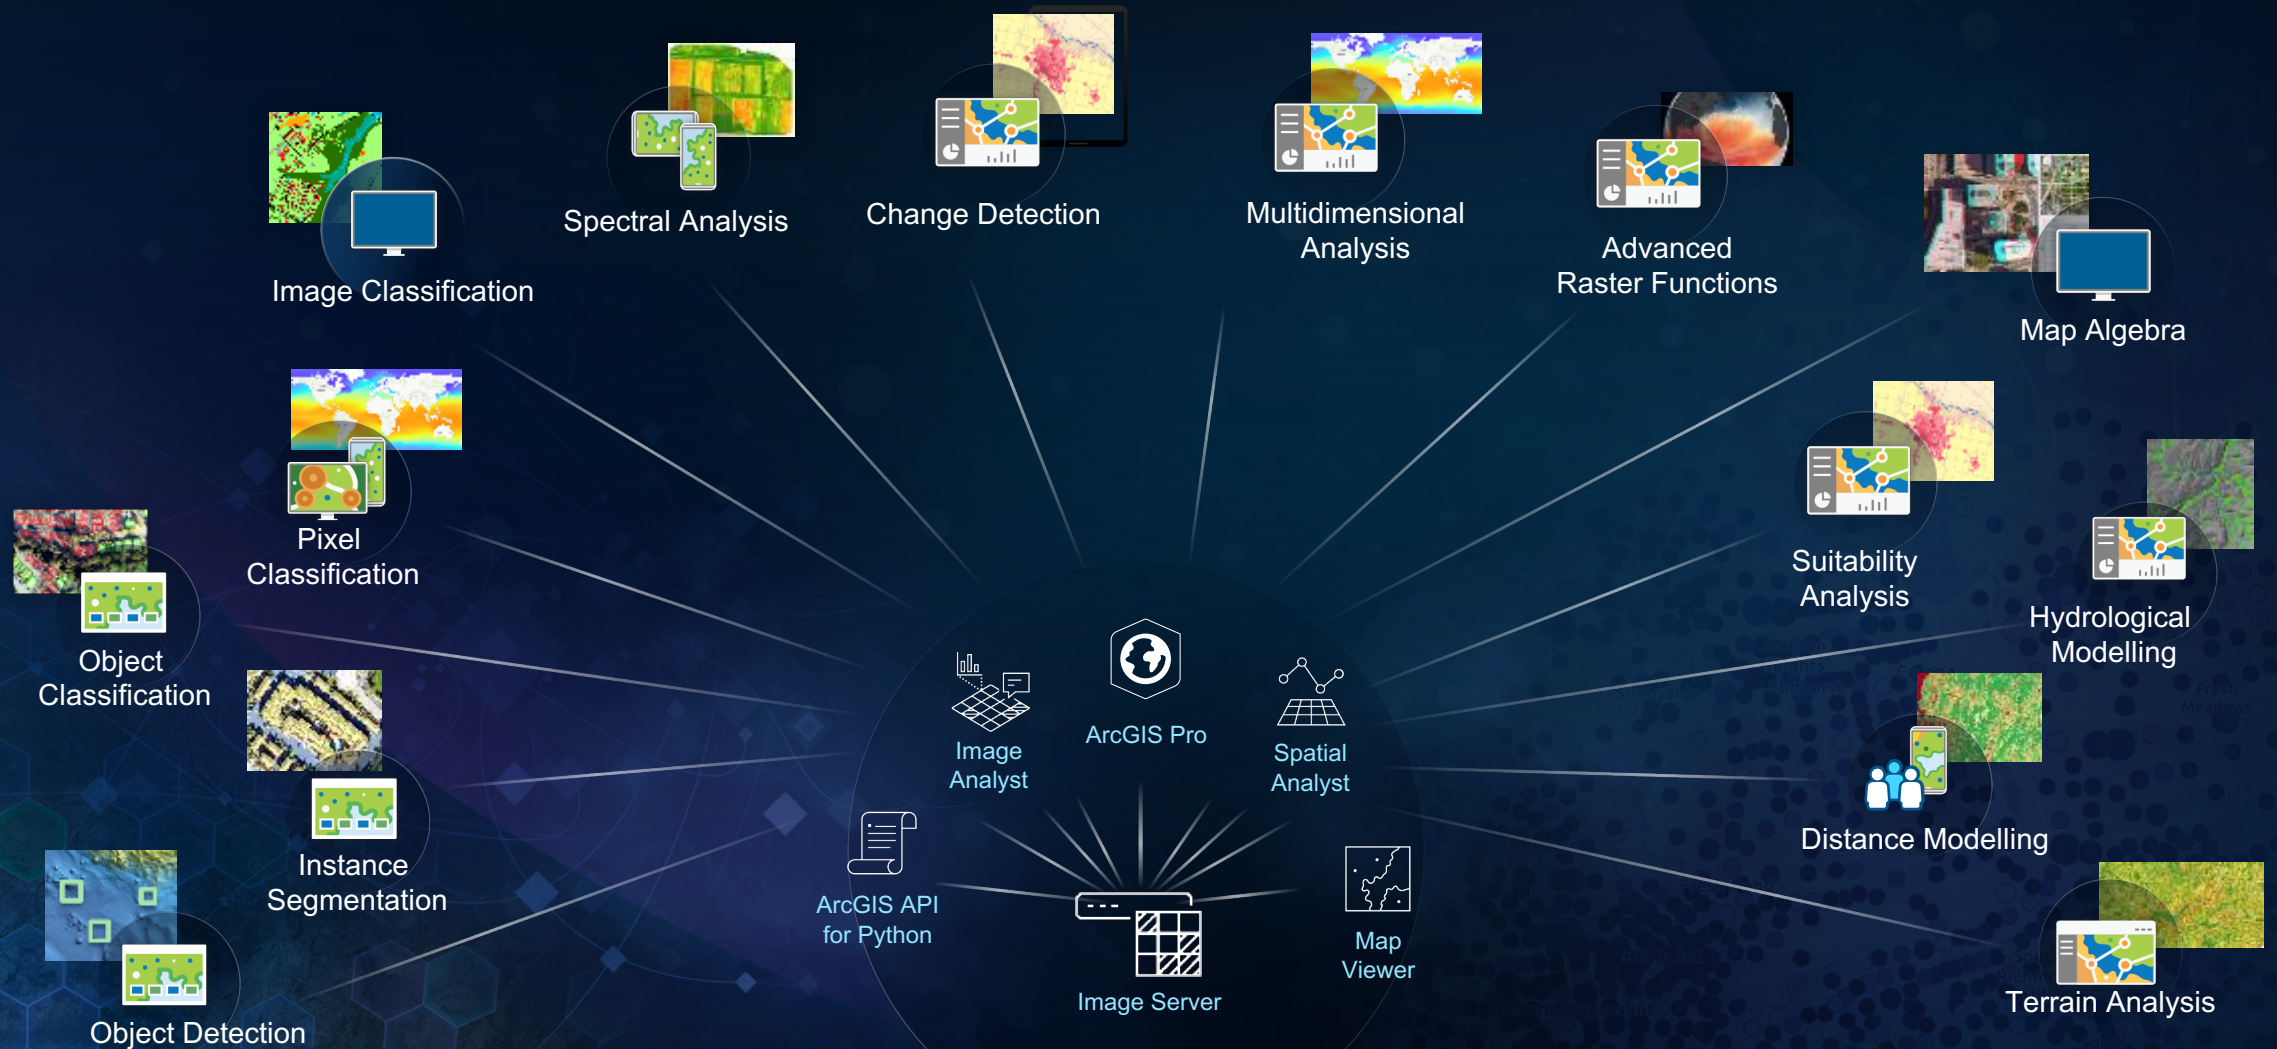 Spectral Analysis
Change Detection
Multidimensional
Analysis
Advanced
Raster Functions
Image Classification
Map Algebra
Pixel
Classification
Suitability
Analysis
Hydrological
Modelling
Object
Classification
Image
Analyst
ArcGIS Pro
Spatial
Analyst
Instance
Segmentation
Distance Modelling
ArcGIS API
for Python
Map
Viewer
Image Server
Terrain Analysis
Object Detection
Fresh
Meadows